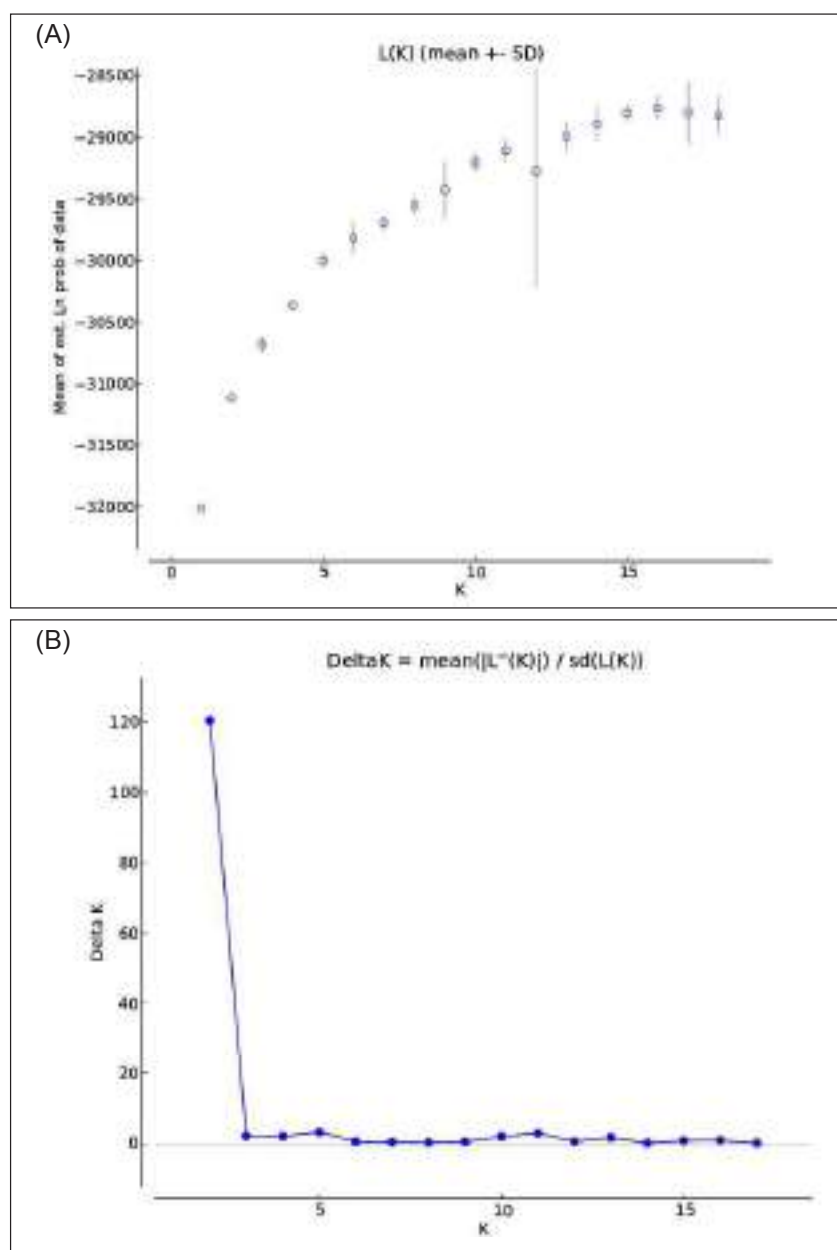 (A)
L(K) (mean +- SD)
Mean of est. Ln prob of data
−28500
−29000
−29500
−30000
−30500
−31000
−31500
−32000
0 5 10 15
K
(B)
DeltaK = mean(|L"(K)|) / sd(L(K))
Delta K
120
100
80
60
40
20
0
5 10 15
K